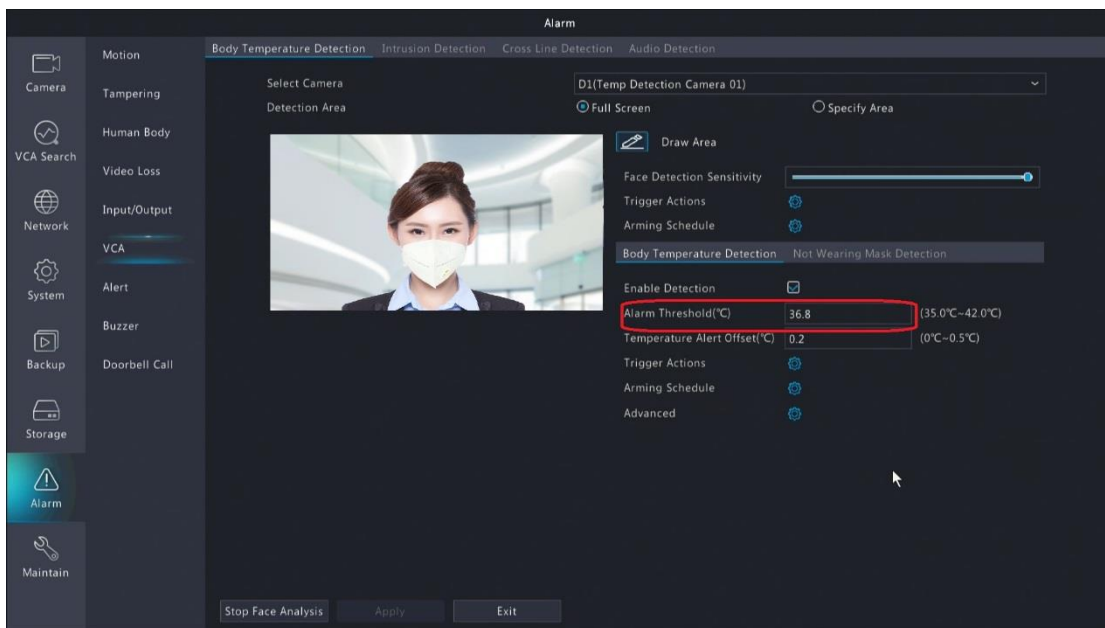 Alarm
Camera
VCA Search
Network
System
Backup
Storage
Alarm
Maintain
Motion
Tampering
Human Body
Video Loss
Input/Output
VCA
Alert
Buzzer
Doorbell Call
Body Temperature Detection Intrusion Detection Cross Line Detection Audio Detection
Select Camera D1(Temp Detection Camera 01)
Detection Area Full Screen Specify Area
Draw Area
Face Detection Sensitivity
Trigger Actions
Arming Schedule
Body Temperature Detection Not Wearing Mask Detection
Enable Detection
Alarm Threshold(℃) 36.8 (35.0℃~42.0℃)
Temperature Alert Offset(℃) 0.2 (0℃~0.5℃)
Trigger Actions
Arming Schedule
Advanced
Stop Face Analysis Apply Exit